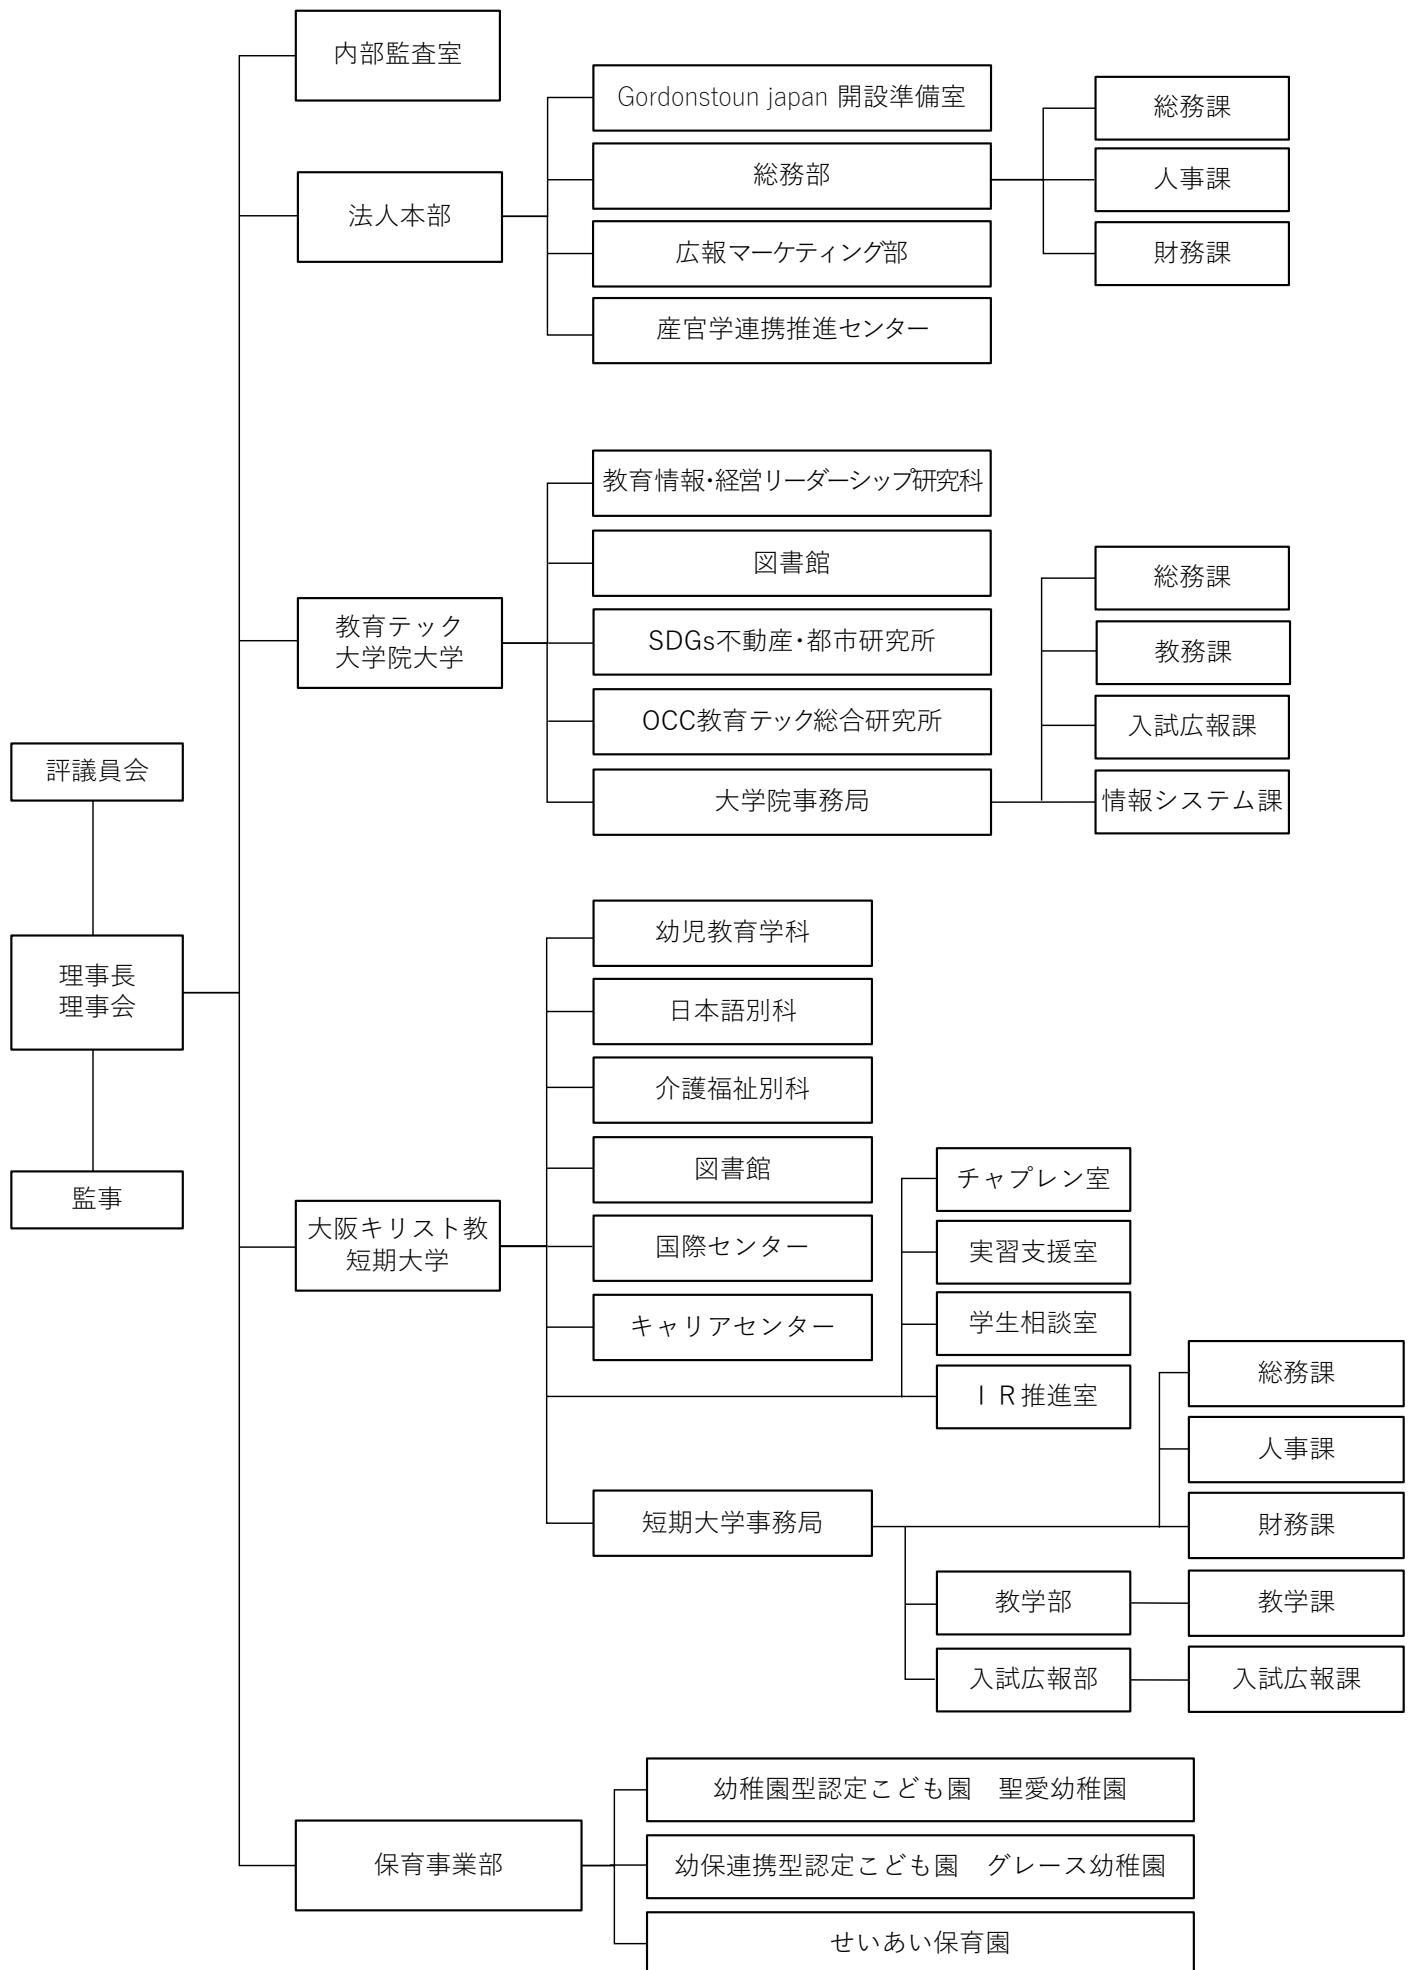 内部監査室
法人本部
Gordonstoun japan 開設準備室
総務部
広報マーケティング部
産官学連携推進センター
総務課
人事課
財務課
教育テック
大学院大学
教育情報・経営リーダーシップ研究科
図書館
SDGs不動産・都市研究所
OCC教育テック総合研究所
大学院事務局
総務課
教務課
入試広報課
情報システム課
評議員会
理事長
理事会
監事
大阪キリスト教
短期大学
幼児教育学科
日本語別科
介護福祉別科
図書館
国際センター
キャリアセンター
チャプレン室
実習支援室
学生相談室
ＩＲ推進室
短期大学事務局
総務課
人事課
財務課
教学部
教学課
入試広報部
入試広報課
保育事業部
幼稚園型認定こども園　聖愛幼稚園
幼保連携型認定こども園　グレース幼稚園
せいあい保育園